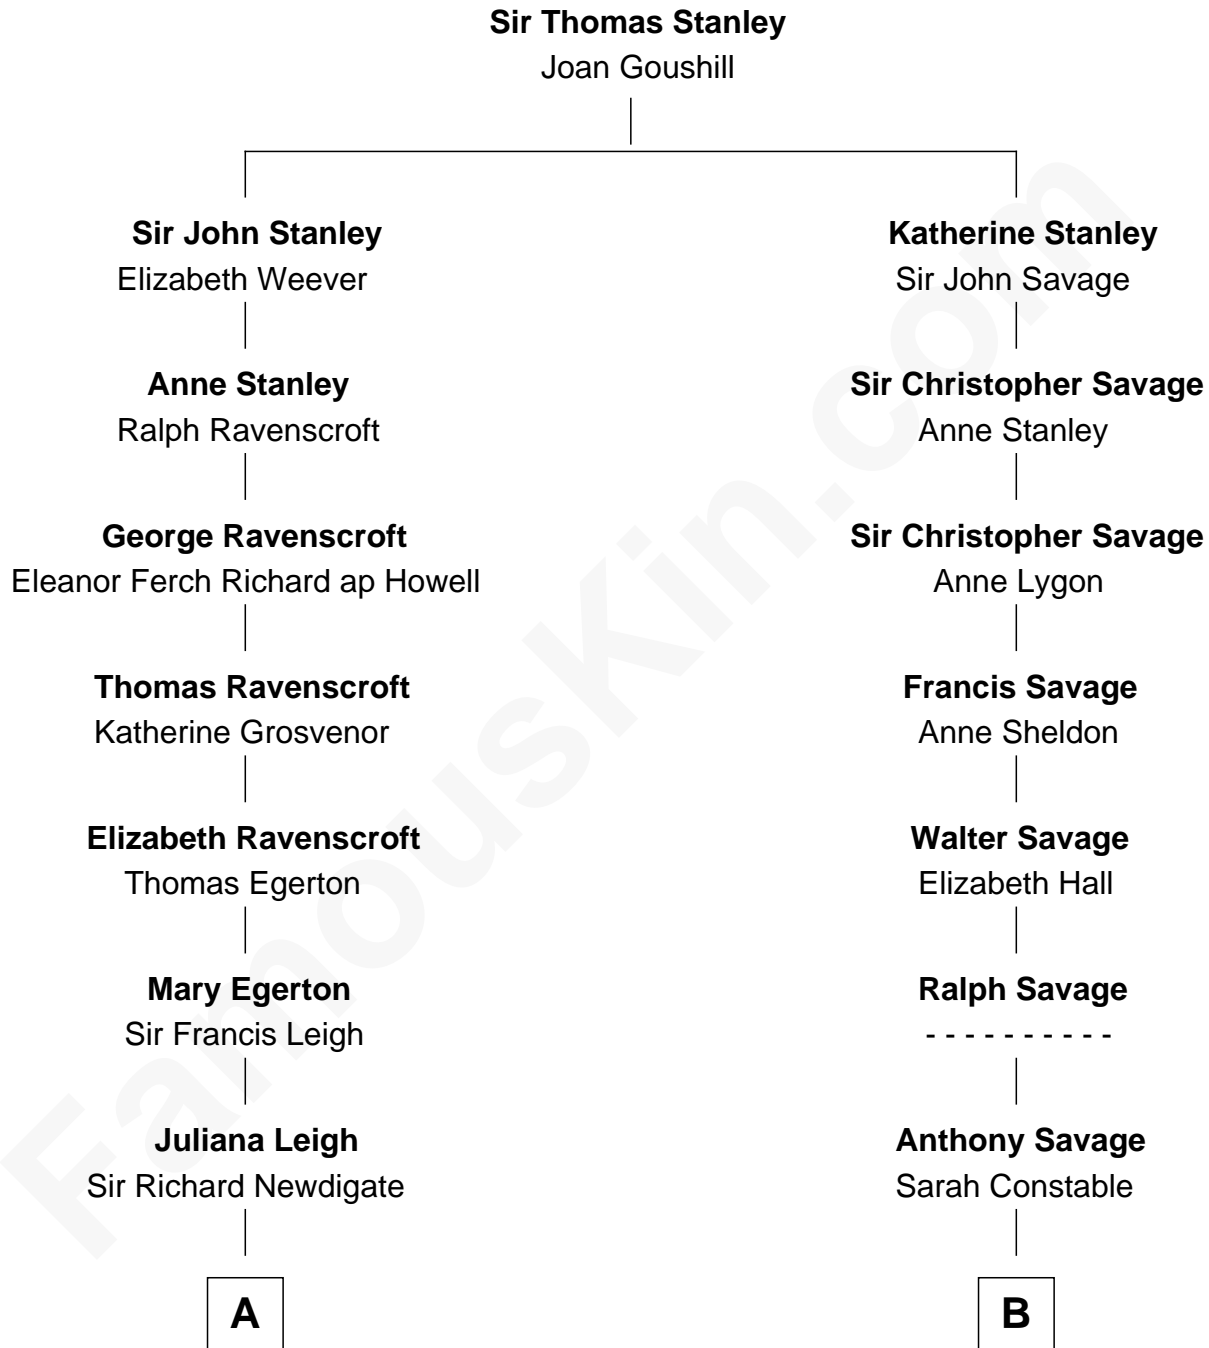 Sir Thomas Stanley
Joan Goushill
Sir John Stanley
Elizabeth Weever
Katherine Stanley
Sir John Savage
Anne Stanley
Ralph Ravenscroft
Sir Christopher Savage
Anne Stanley
George Ravenscroft
Eleanor Ferch Richard ap Howell
Sir Christopher Savage
Anne Lygon
Thomas Ravenscroft
Katherine Grosvenor
Francis Savage
Anne Sheldon
Elizabeth Ravenscroft
Thomas Egerton
Walter Savage
Elizabeth Hall
Mary Egerton
Sir Francis Leigh
Ralph Savage
- - - - - - - - - -
Juliana Leigh
Sir Richard Newdigate
Anthony Savage
Sarah Constable
A
B
FamousKin.com